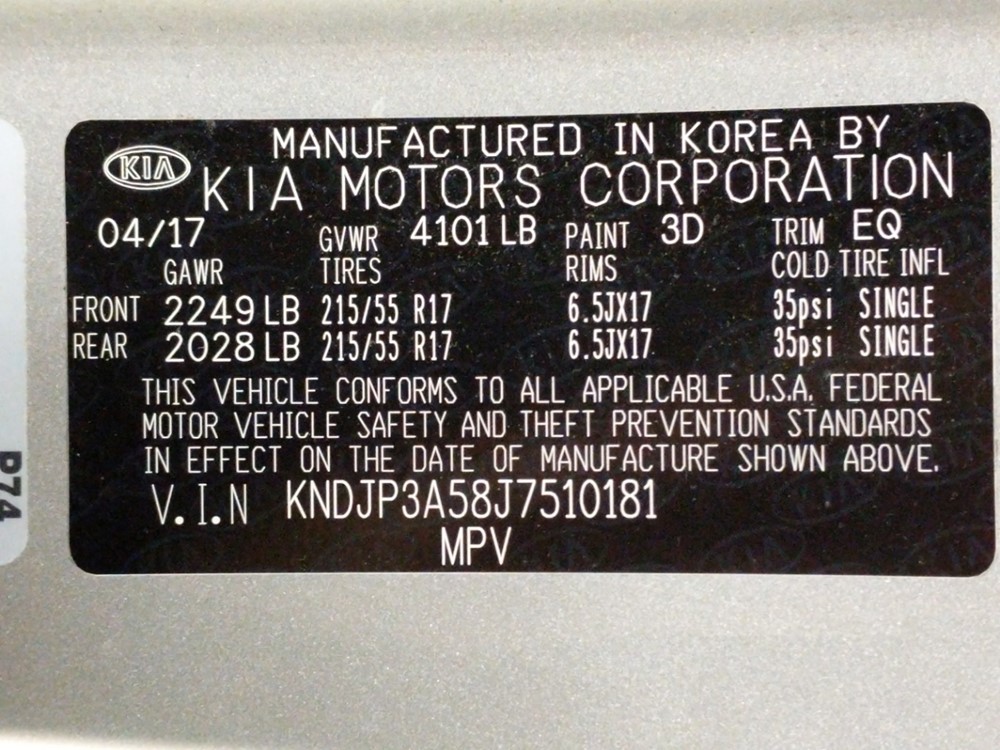 MANUFACTURED IN KOREA BY
KIA KIA MOTORS CORPORATION
04/17 GVWR 4101 LB PAINT 3D TRIM EQ
GAWR TIRES RIMS COLD TIRE INFL
FRONT 2249 LB 215/55 R17 6.5JX17 35psi SINGLE
REAR 2028 LB 215/55 R17 6.5JX17 35psi SINGLE
THIS VEHICLE CONFORMS TO ALL APPLICABLE U.S.A. FEDERAL
MOTOR VEHICLE SAFETY AND THEFT PREVENTION STANDARDS
IN EFFECT ON THE DATE OF MANUFACTURE SHOWN ABOVE.
V.I.N KNDJP3A58J7510181
MPV
P74